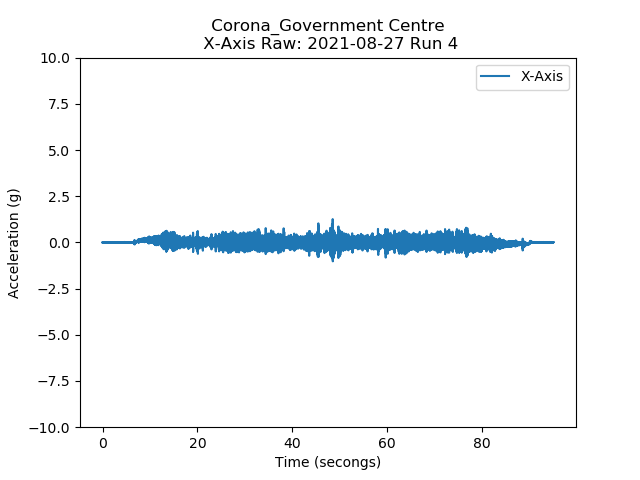 Corona_Government Centre
X-Axis Raw: 2021-08-27 Run 4
X-Axis
10.0
7.5
5.0
2.5
0.0
−2.5
−5.0
−7.5
−10.0
Acceleration (g)
0 20 40 60 80
Time (secongs)